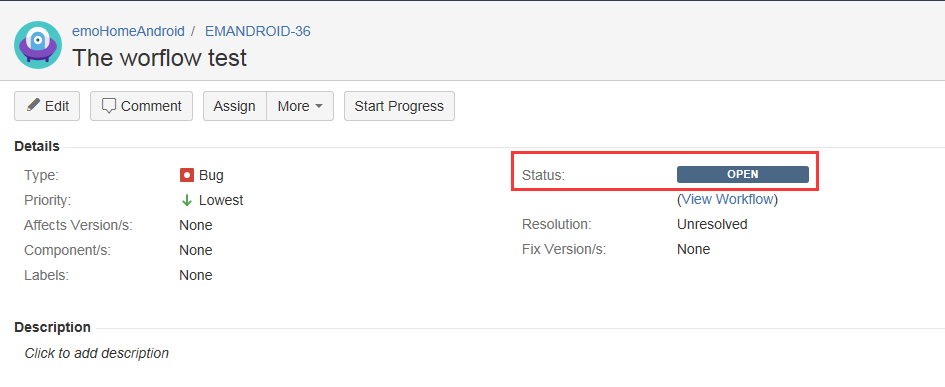 emoHomeAndroid / EMANDROID-36
The worflow test
Edit Comment Assign More Start Progress
Details
Type: Bug
Status: OPEN
Priority: Lowest
(View Workflow)
Affects Version/s: None
Resolution: Unresolved
Component/s: None
Fix Version/s: None
Labels: None
Description
Click to add description